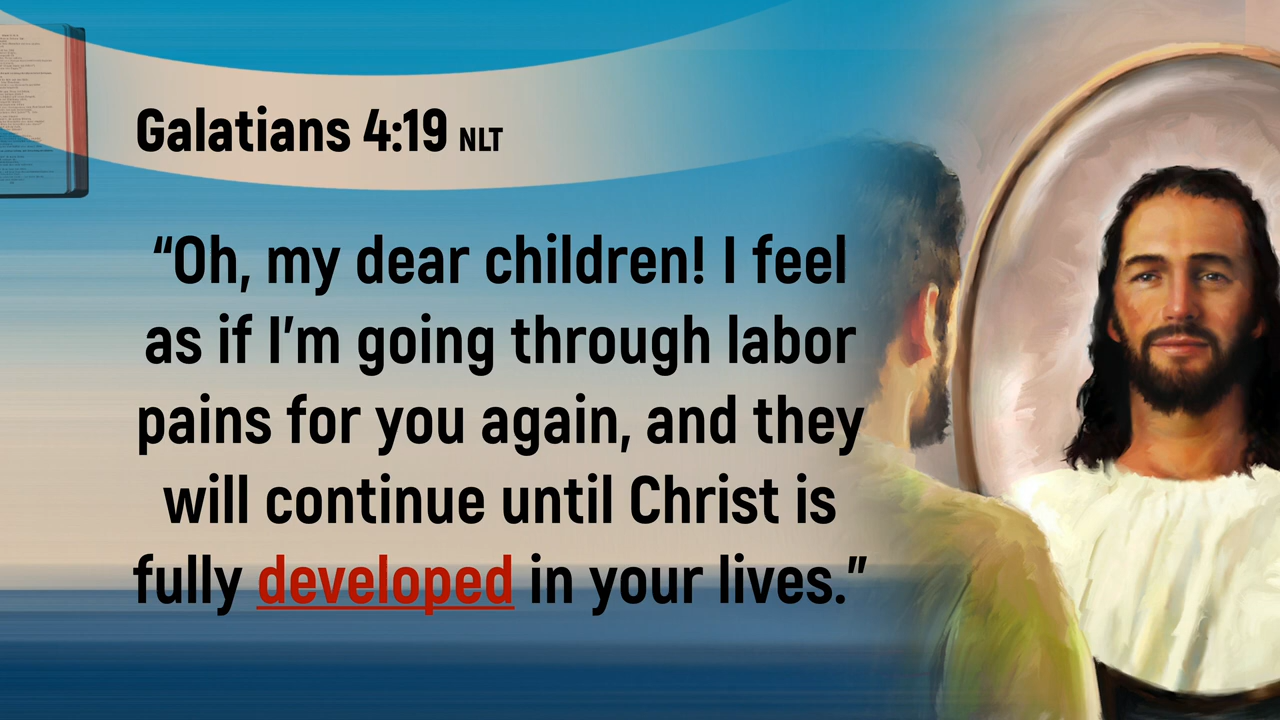 Galatians 4:19 NLT
“Oh, my dear children! I feel
as if I’m going through labor
pains for you again, and they
will continue until Christ is
fully developed in your lives.”